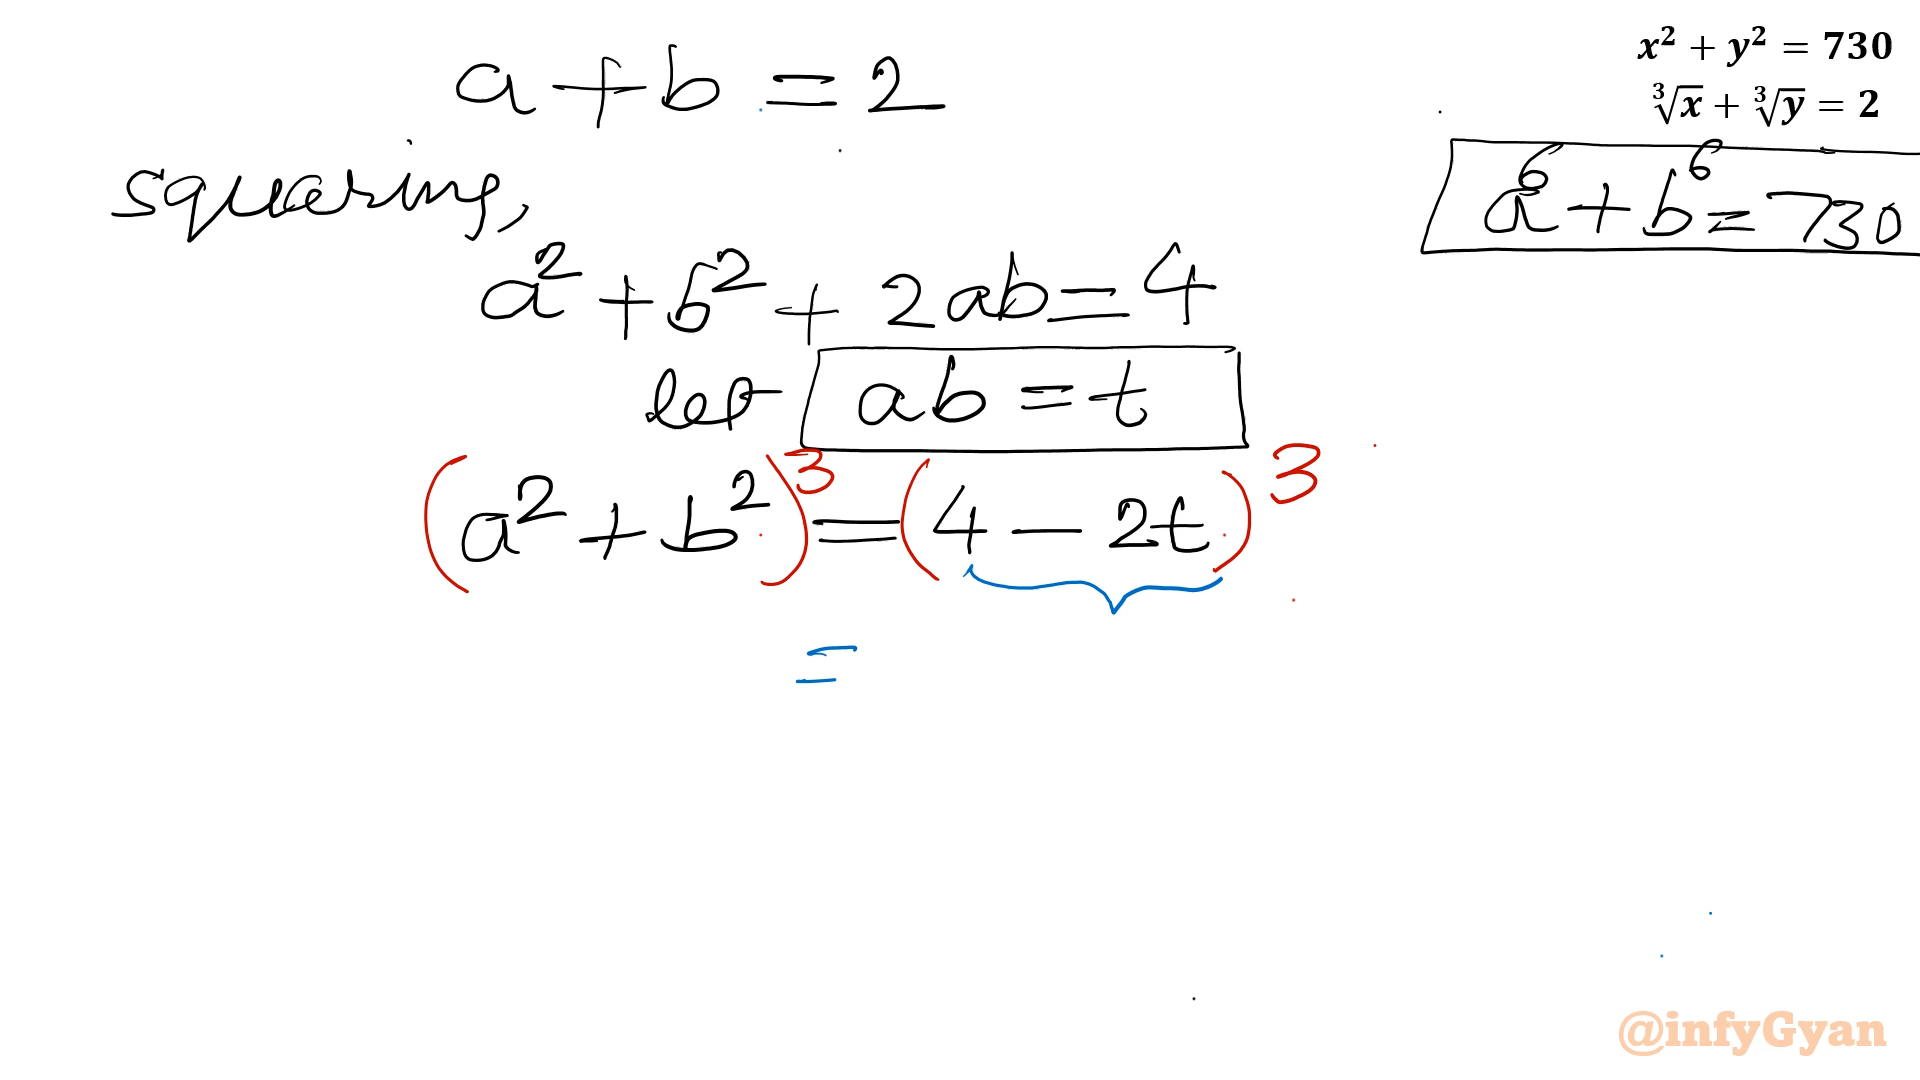 a + b = 2
x² + y² = 730
∛x + ∛y = 2
squaring,
a⁶ + b⁶ = 730
a² + b² + 2ab = 4
let ab = t
(a² + b²)³ = (4 − 2t)³
=
@infyGyan